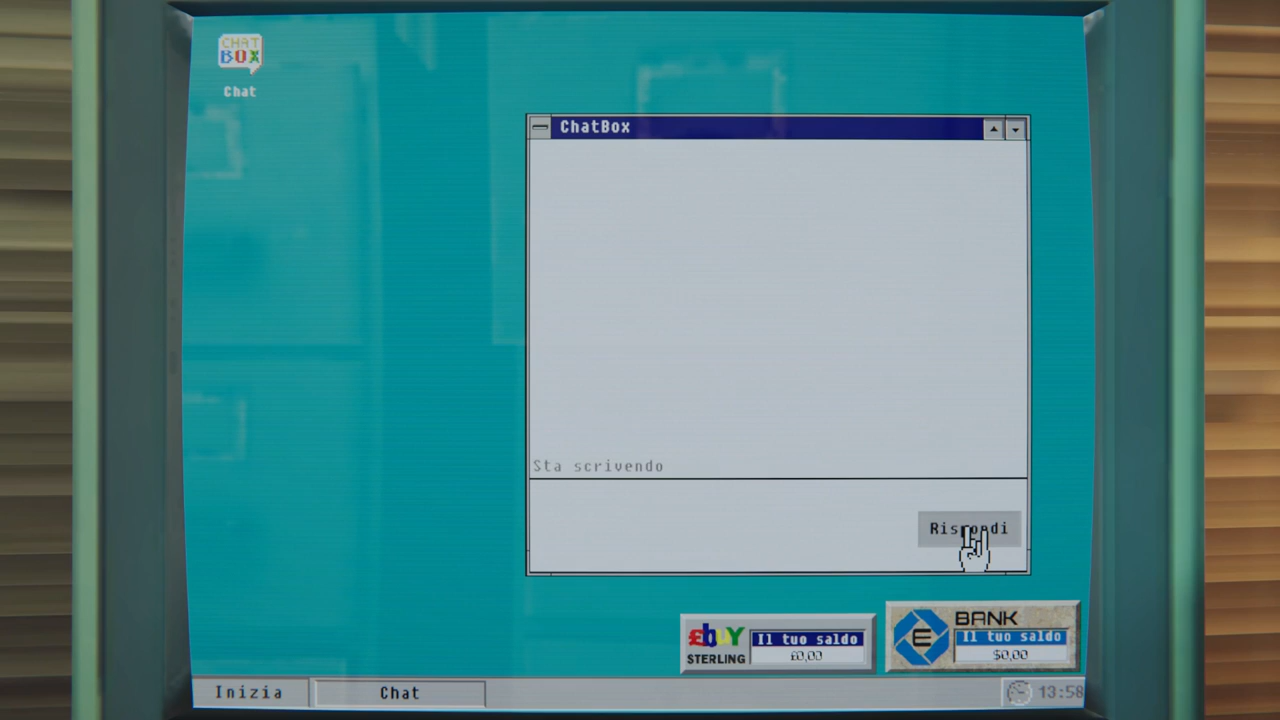 CHAT
BOX
Chat
ChatBox
Sta scrivendo
Rispondi
ebuy
STERLING
Il tuo saldo
£0,00
E
BANK
Il tuo saldo
$0,00
Inizia
Chat
13:58